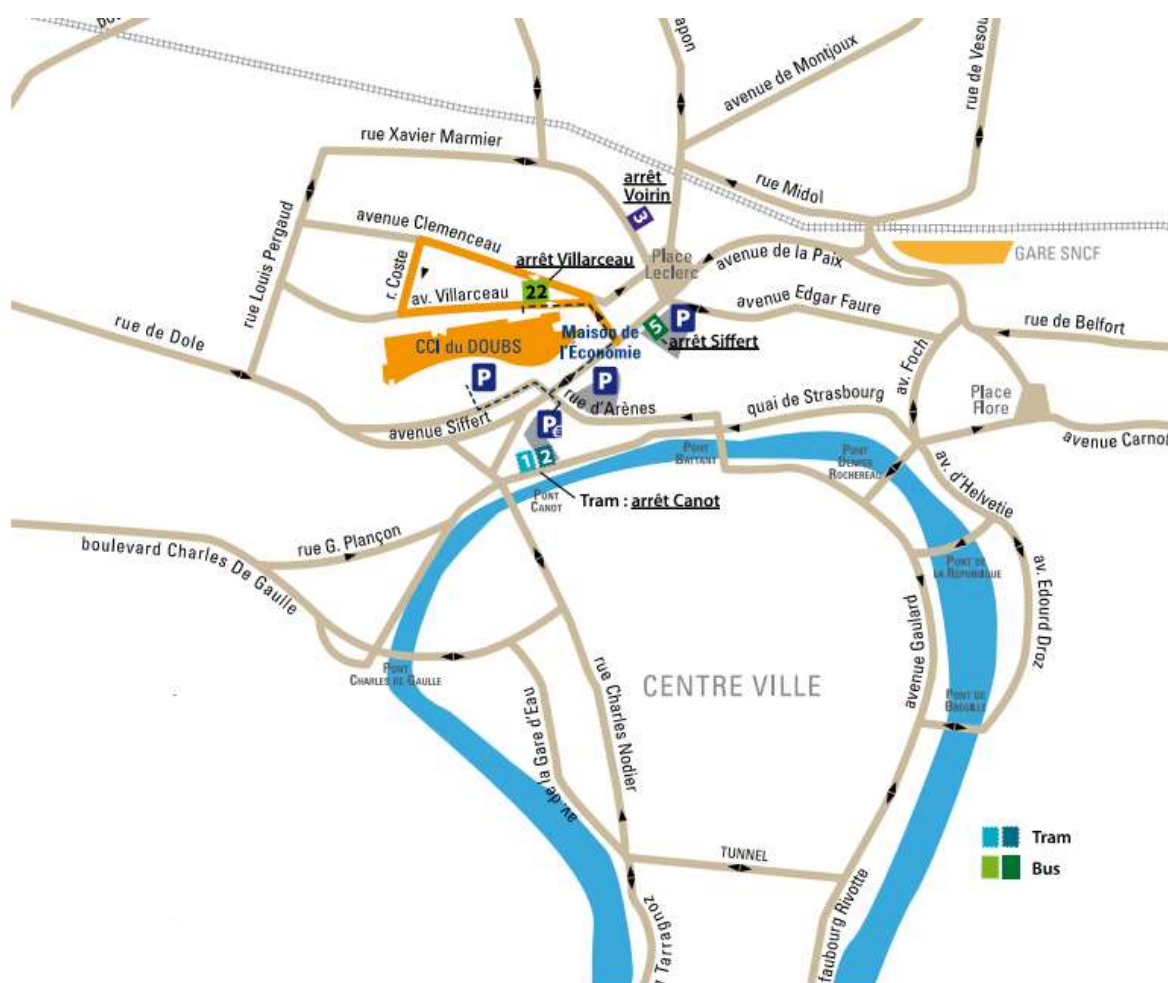 apon
rue de Vesou
avenue de Montjoux
rue Xavier Marmier
arrêt
Voirin
3
rue Midol
avenue Clemenceau
Place
Leclerc
avenue de la Paix
GARE SNCF
rue Louis Pergaud
r. Coste
arrêt Villarceau
av. Villarceau
22
avenue Edgar Faure
rue de Belfort
rue de Dole
CCI du DOUBS
Maison de
l'Économie
5
P
arrêt Siffert
av. Foch
P
P
rue d'Arènes
quai de Strasbourg
Place
Flore
avenue Carnot
avenue Siffert
P
1 2
PONT
BATTANT
PONT
DENFER
ROCHEREAU
PONT
CANOT
Tram : arrêt Canot
av. d'Helvetie
rue G. Plançon
boulevard Charles De Gaulle
PONT DE
LA RÉPUBLIQUE
av. Edourd Droz
avenue Gaulard
PONT
CHARLES DE GAULLE
CENTRE VILLE
PONT DE
BREGILLE
av. de la Gare d'Eau
rue Charles Nodier
TUNNEL
Tram
Bus
faubourg Rivotte
Tarragnoz